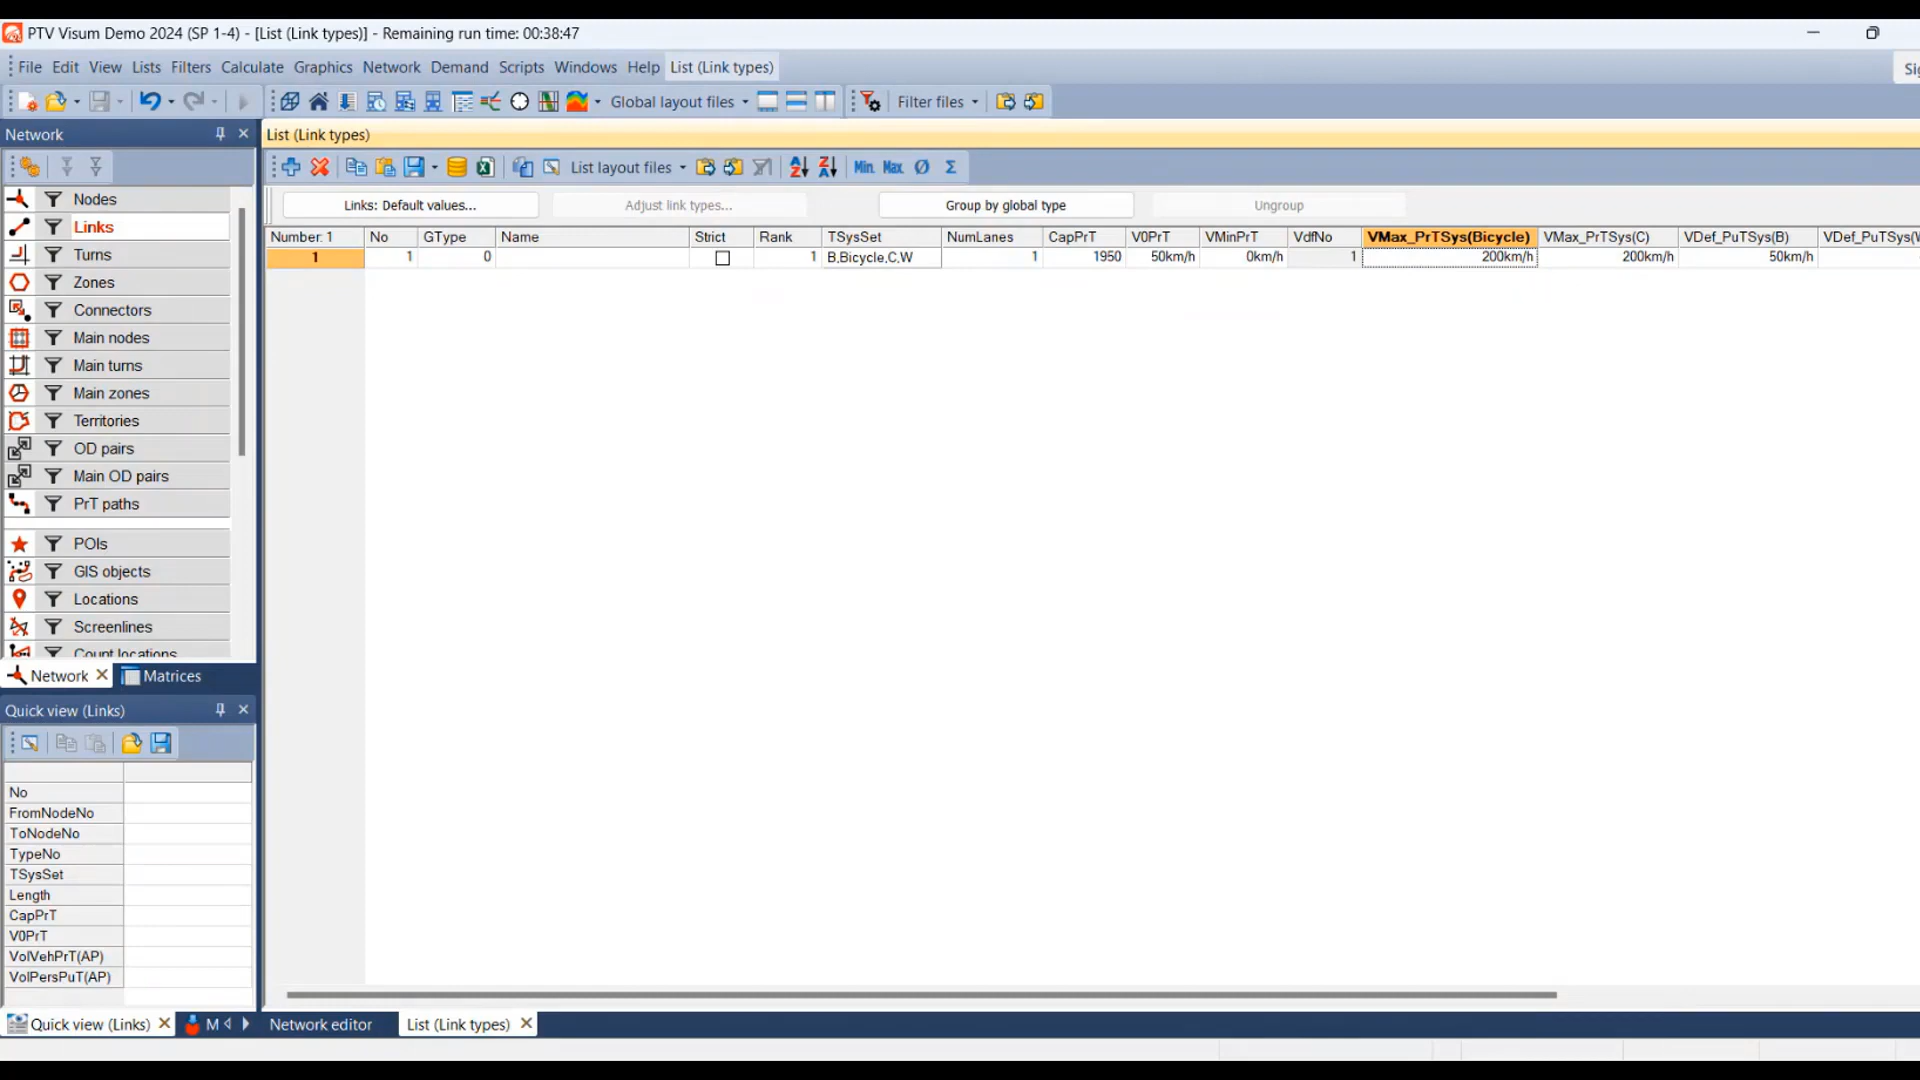 PTV Visum Demo 2024 (SP 1-4) - [List (Link types)] - Remaining run time: 00:38:47
File Edit View Lists Filters Calculate Graphics Network Demand Scripts Windows Help List (Link types)
Global layout files Filter files
Network
List (Link types)
List layout files Min. Max. Ø Σ
Links: Default values... Adjust link types... Group by global type Ungroup
Number: 1 No GType Name Strict Rank TSysSet NumLanes CapPrT V0PrT VMinPrT VdfNo VMax_PrTSys(Bicycle) VMax_PrTSys(C) VDef_PuTSys(B)
1 1 0 1 B,Bicycle,C,W 1 1950 50km/h 0km/h 1 200km/h 200km/h 50km/h
Nodes
Links
Turns
Zones
Connectors
Main nodes
Main turns
Main zones
Territories
OD pairs
Main OD pairs
PrT paths
POIs
GIS objects
Locations
Screenlines
Count locations
Network Matrices
Quick view (Links)
No
FromNodeNo
ToNodeNo
TypeNo
TSysSet
Length
CapPrT
V0PrT
VolVehPrT(AP)
VolPersPuT(AP)
Quick view (Links) M Network editor List (Link types)